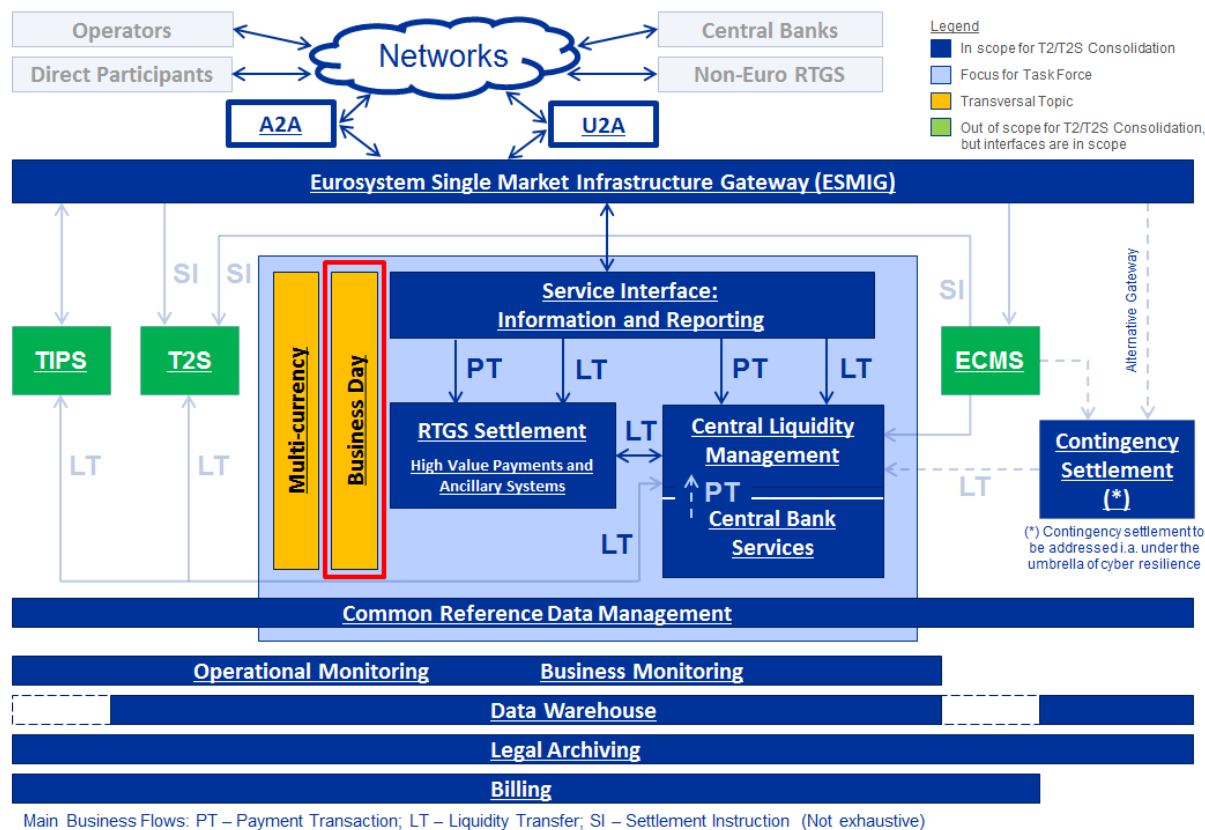 Operators
Direct Participants
Networks
Central Banks
Non-Euro RTGS
Legend
In scope for T2/T2S Consolidation
Focus for Task Force
Transversal Topic
Out of scope for T2/T2S Consolidation,
but interfaces are in scope
A2A
U2A
Eurosystem Single Market Infrastructure Gateway (ESMIG)
SI
SI
SI
Alternative Gateway
Service Interface:
Information and Reporting
Multi-currency
Business Day
PT
LT
PT
LT
TIPS
T2S
ECMS
RTGS Settlement
High Value Payments and
Ancillary Systems
LT
Central Liquidity
Management
PT
Central Bank
Services
Contingency
Settlement
(*)
LT
LT
LT
LT
(*) Contingency settlement to
be addressed i.a. under the
umbrella of cyber resilience
Common Reference Data Management
Operational Monitoring
Business Monitoring
Data Warehouse
Legal Archiving
Billing
Main Business Flows: PT – Payment Transaction; LT – Liquidity Transfer; SI – Settlement Instruction (Not exhaustive)